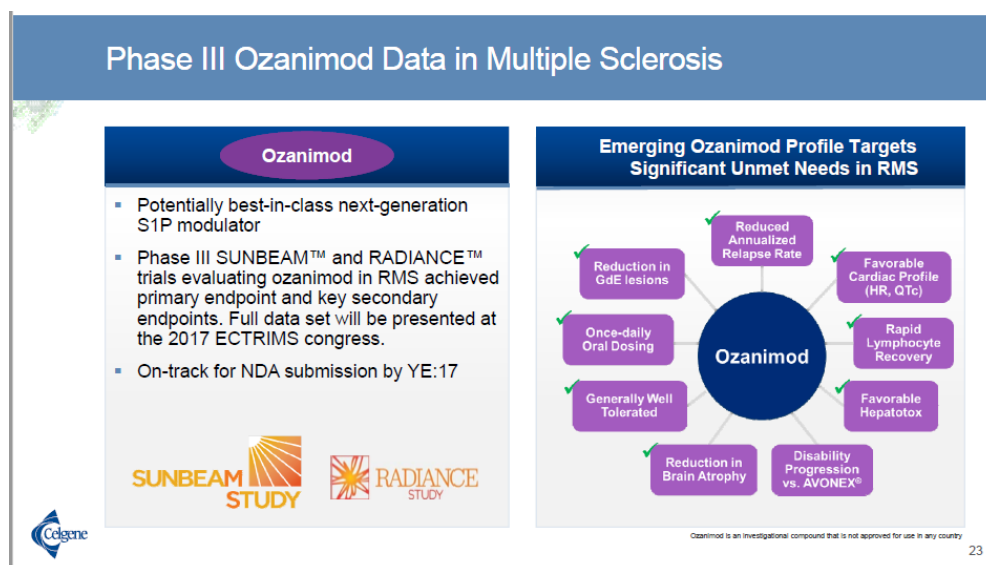 Phase III Ozanimod Data in Multiple Sclerosis
Ozanimod
▪ Potentially best-in-class next-generation
S1P modulator
▪ Phase III SUNBEAM™ and RADIANCE™
trials evaluating ozanimod in RMS achieved
primary endpoint and key secondary
endpoints. Full data set will be presented at
the 2017 ECTRIMS congress.
▪ On-track for NDA submission by YE:17
SUNBEAM
STUDY
RADIANCE
STUDY
Emerging Ozanimod Profile Targets
Significant Unmet Needs in RMS
Reduced
Annualized
Relapse Rate
Favorable
Cardiac Profile
(HR, QTc)
Rapid
Lymphocyte
Recovery
Favorable
Hepatotox
Disability
Progression
vs. AVONEX®
Reduction in
Brain Atrophy
Generally Well
Tolerated
Once-daily
Oral Dosing
Reduction in
GdE lesions
Ozanimod
Celgene
Ozanimod is an investigational compound that is not approved for use in any country
23